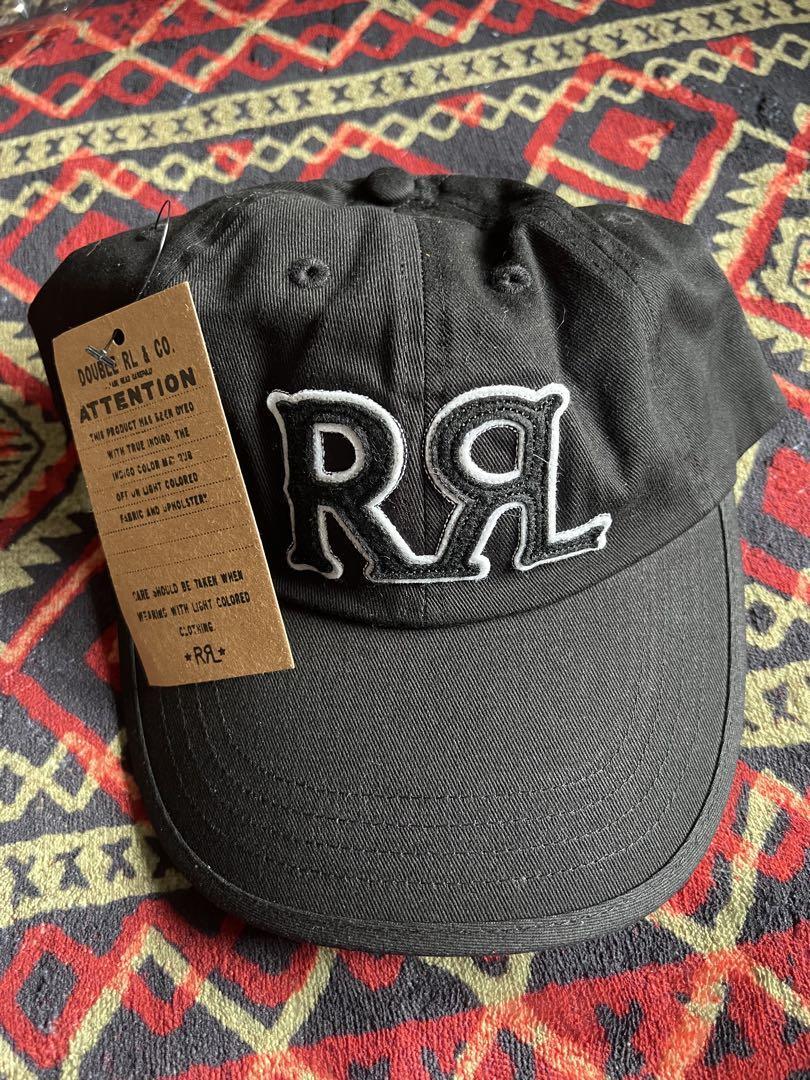 DOUBLE RL & CO.
ATTENTION
THIS PRODUCT HAS BEEN DYED
WITH TRUE INDIGO. THE
INDIGO COLOR MAY RUB
OFF ON LIGHT COLORED
FABRIC AND UPHOLSTERY
CARE SHOULD BE TAKEN WHEN
WEARING WITH LIGHT COLORED
CLOTHING.
★RRL★
RRL